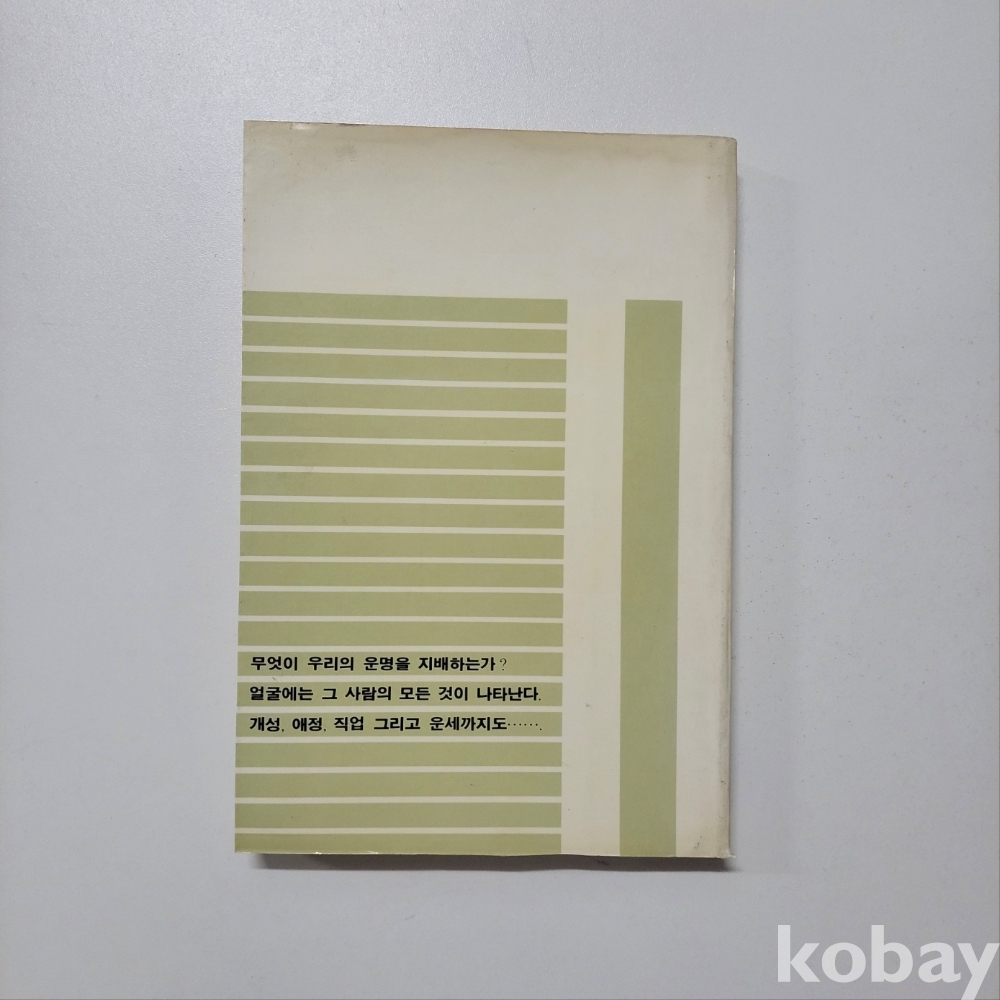 무엇이 우리의 운명을 지배하는가?
얼굴에는 그 사람의 모든 것이 나타난다.
개성, 애정, 직업 그리고 운세까지도…….
kobay